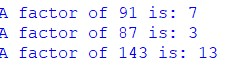 A factor of 91 is: 7
A factor of 87 is: 3
A factor of 143 is: 13